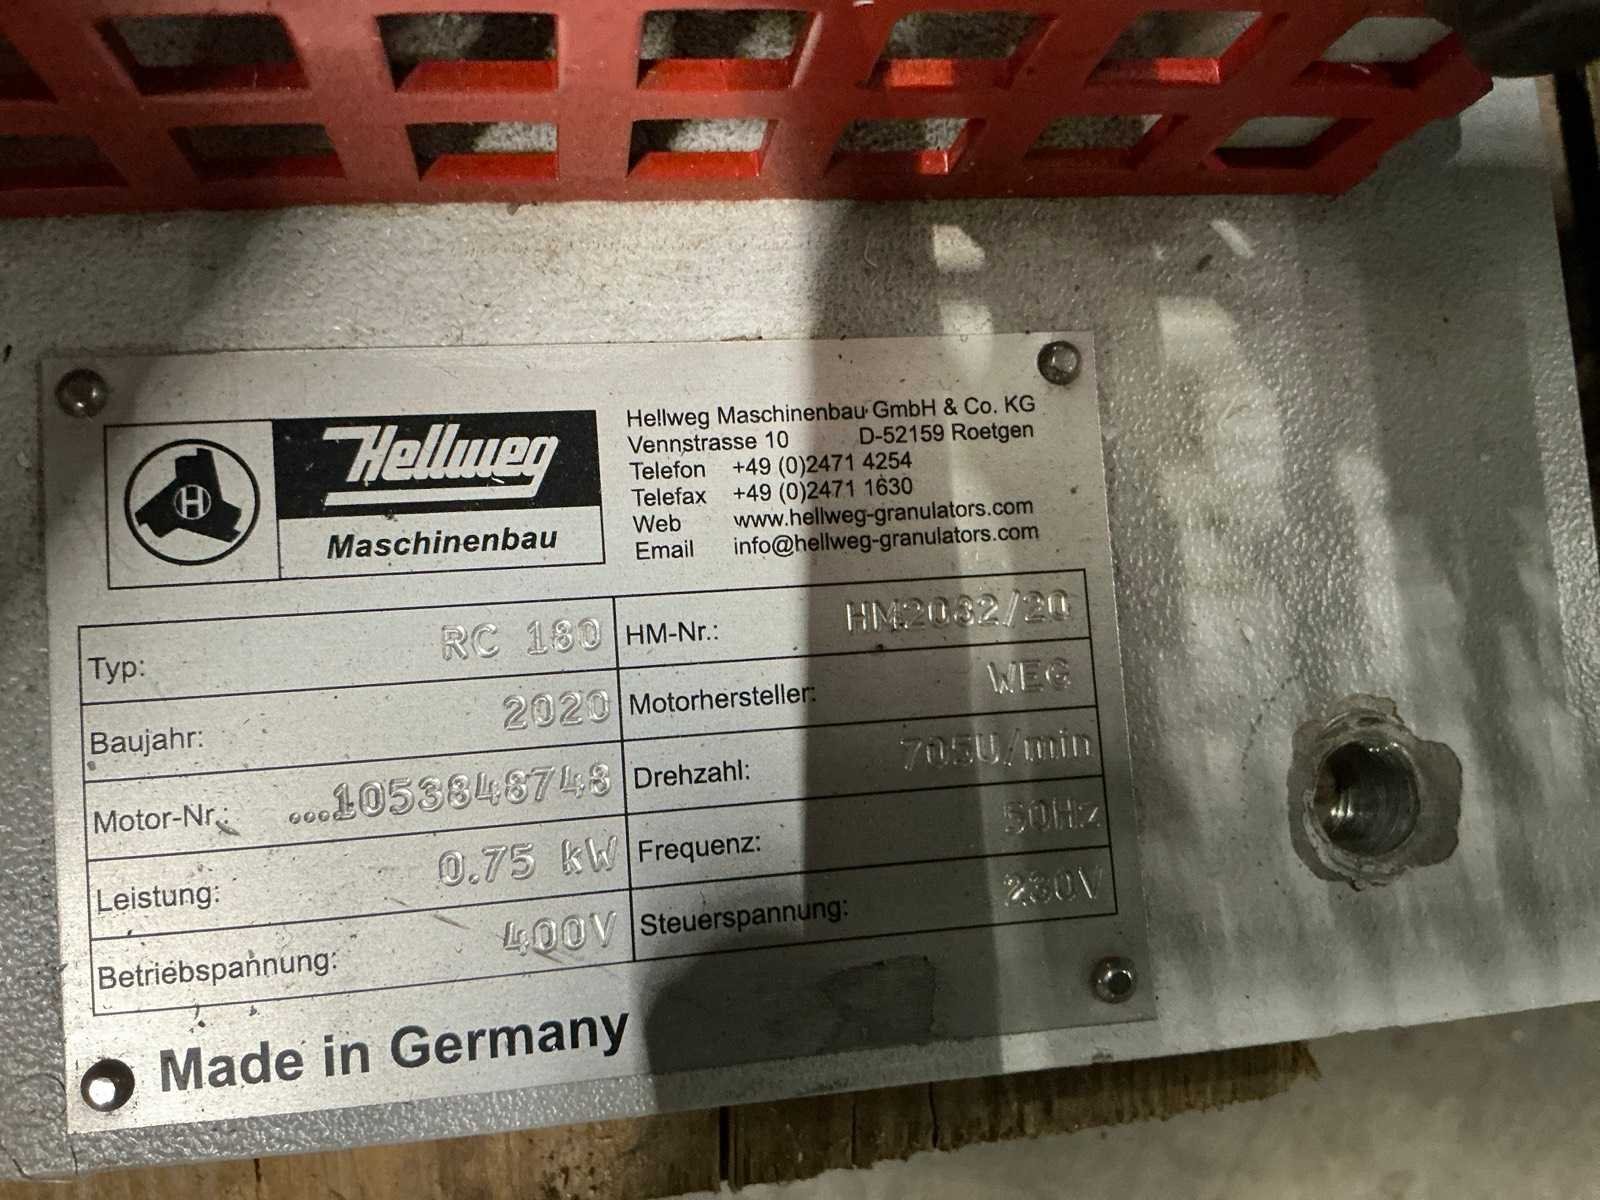 H
Hellweg
Maschinenbau
Hellweg Maschinenbau GmbH & Co. KG
Vennstrasse 10 D-52159 Roetgen
Telefon +49 (0)2471 4254
Telefax +49 (0)2471 1630
Web www.hellweg-granulators.com
Email info@hellweg-granulators.com
Typ: RC 180 HM-Nr.: HM2032/20
Baujahr: 2020 Motorhersteller: WEG
Motor-Nr.: ...1053848748 Drehzahl: 705U/min
Leistung: 0.75 kW Frequenz: 50Hz
Betriebspannung: 400V Steuerspannung: 230V
Made in Germany